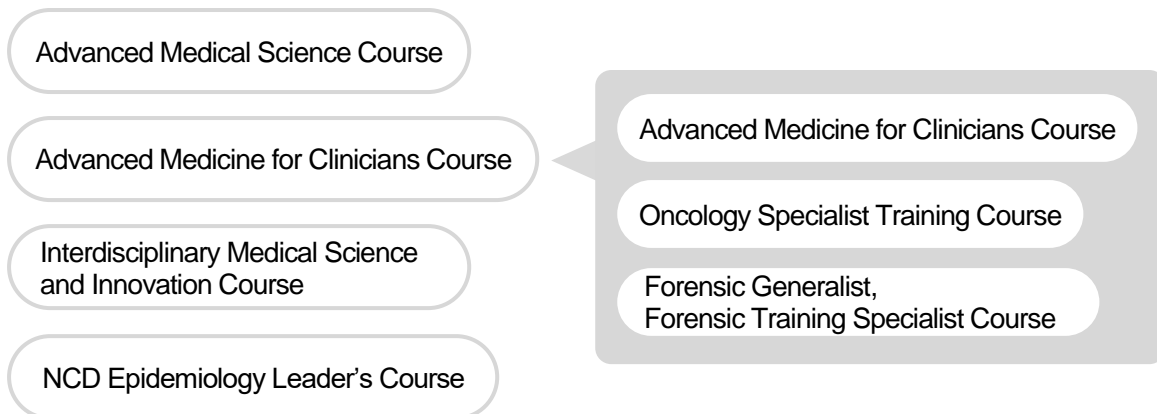 Advanced Medical Science Course
Advanced Medicine for Clinicians Course
Interdisciplinary Medical Science
and Innovation Course
NCD Epidemiology Leader’s Course
Advanced Medicine for Clinicians Course
Oncology Specialist Training Course
Forensic Generalist,
Forensic Training Specialist Course